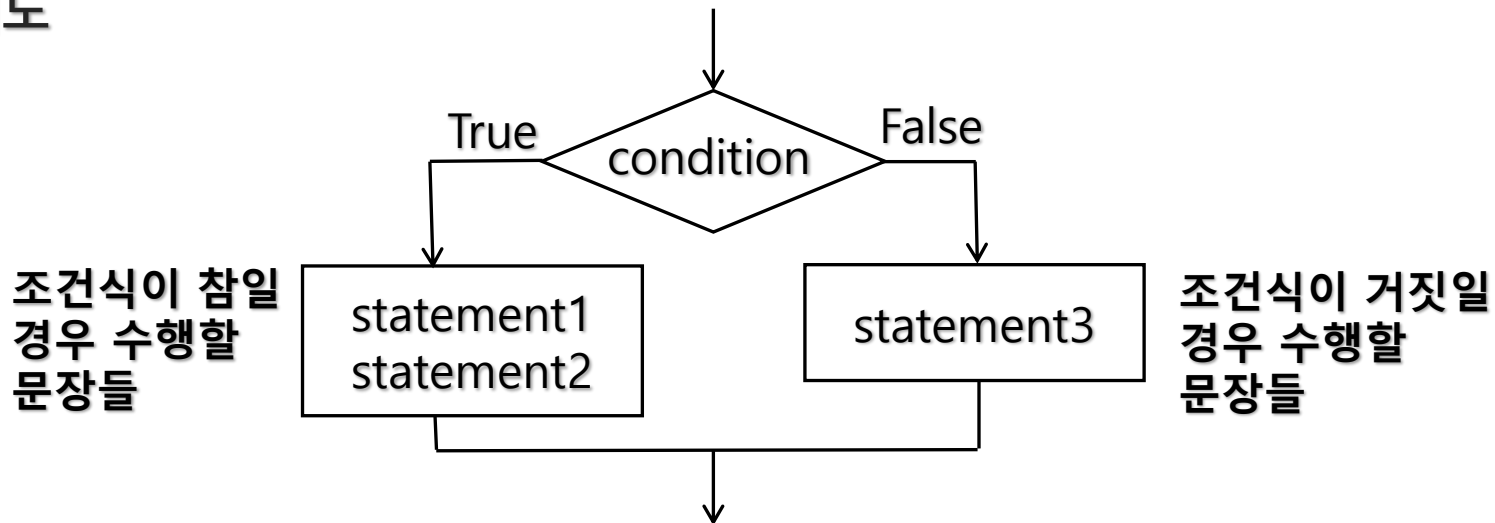 True
False
condition
조건식이 참일
경우 수행할
문장들
statement1
statement2
statement3
조건식이 거짓일
경우 수행할
문장들